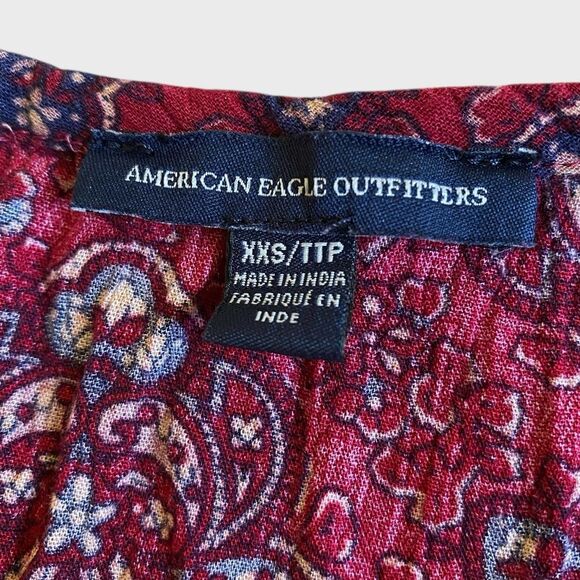 AMERICAN EAGLE OUTFITTERS
XXS/TTP
MADE IN INDIA
FABRIQUÉ EN
INDE